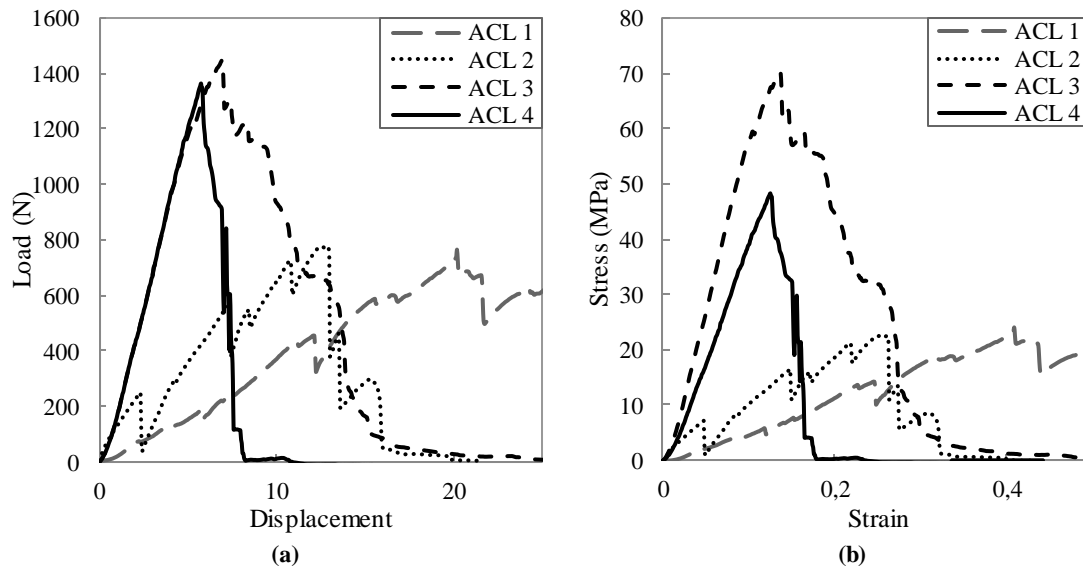 1600
1400
1200
1000
800
600
400
200
0
Load (N)
0
10
20
Displacement
ACL 1
ACL 2
ACL 3
ACL 4
(a)
80
70
60
50
40
30
20
10
0
Stress (MPa)
0
0,2
0,4
Strain
ACL 1
ACL 2
ACL 3
ACL 4
(b)